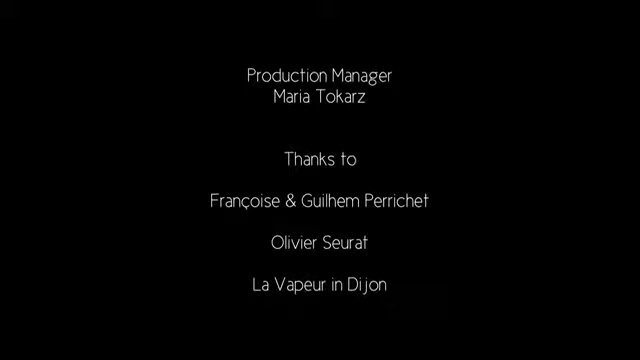 Production Manager
Maria Tokarz
Thanks to
Françoise & Guilhem Perrichet
Olivier Seurat
La Vapeur in Dijon